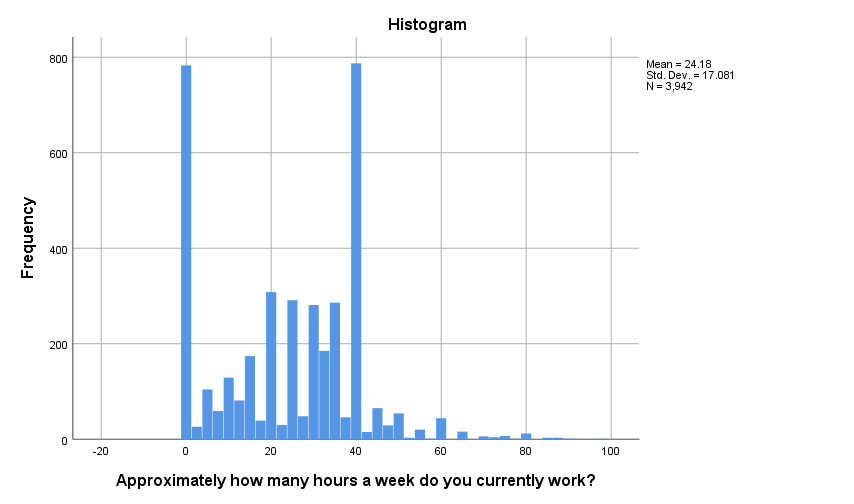 Histogram
Mean = 24.18
Std. Dev. = 17.081
N = 3,942
Frequency
800
600
400
200
0
-20 0 20 40 60 80 100
Approximately how many hours a week do you currently work?